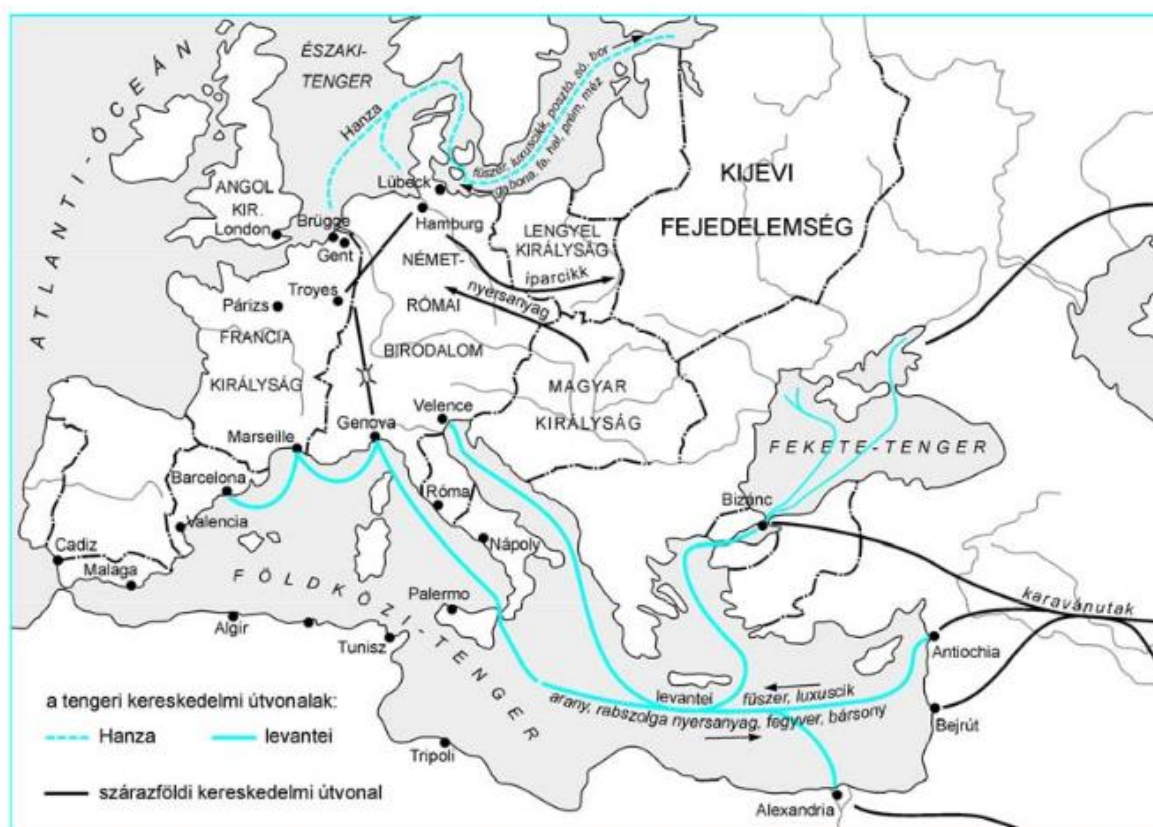 ATLANTI-ÓCEÁN
ÉSZAKI-
TENGER
Hanza
fűszer, luxuscikk, posztó, só, bor
gabona, fa, hal, prém, méz
KIJEVI
FEJEDELEMSÉG
ANGOL
KIR.
London
Lübeck
Hamburg
Brügge
Gent
LENGYEL
KIRÁLYSÁG
NÉMET-
RÓMAI
BIRODALOM
iparcikk
nyersanyag
Troyes
Párizs
FRANCIA
KIRÁLYSÁG
MAGYAR
KIRÁLYSÁG
Velence
Genova
Marseille
Barcelona
Valencia
Cadiz
Malaga
Róma
Nápoly
FEKETE-TENGER
Bizánc
FÖLDKÖZI-TENGER
Palermo
Algír
Tunisz
Tripoli
karavánutak
Antiochia
Bejrút
Alexandria
levantei
fűszer, luxuscik
arany, rabszolga nyersanyag, fegyver, bársony
a tengeri kereskedelmi útvonalak:
Hanza
levantei
szárazföldi kereskedelmi útvonal